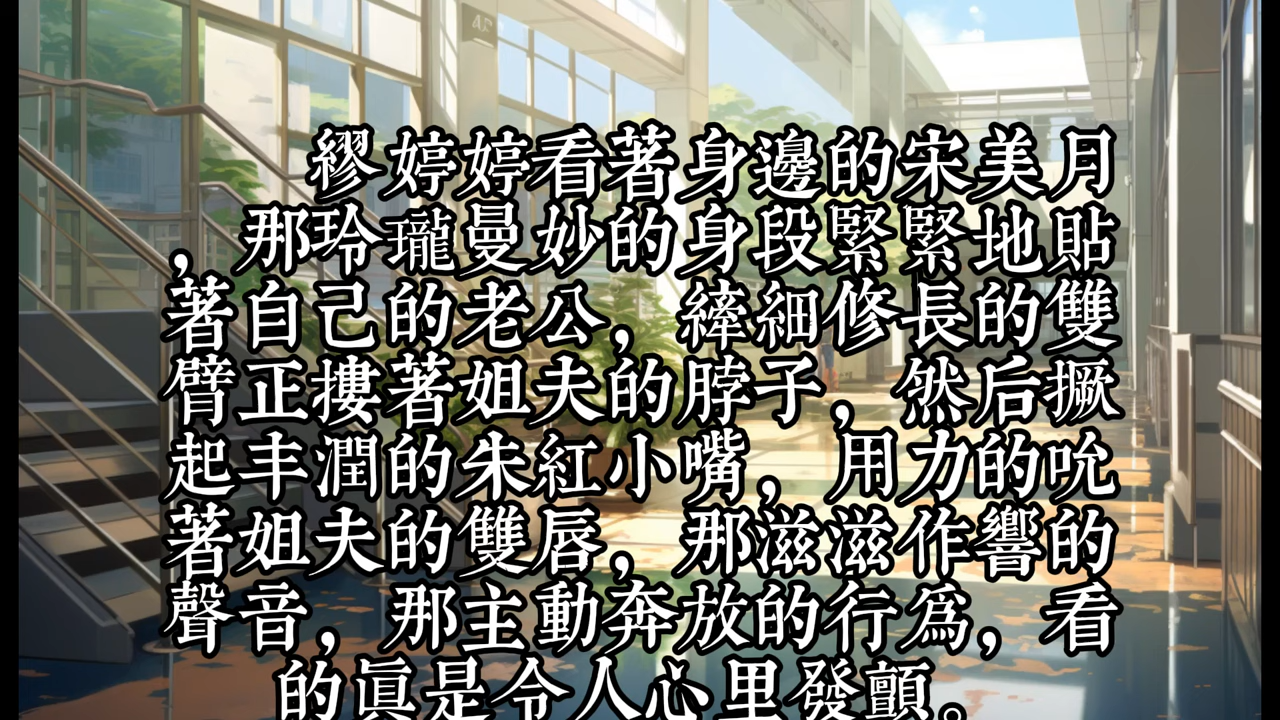 繆婷婷看著身邊的宋美月
，那玲瓏曼妙的身段緊緊地貼
著自己的老公，縴細修長的雙
臂正摟著姐夫的脖子，然后撅
起丰潤的朱紅小嘴，用力的吮
著姐夫的雙唇，那滋滋作響的
聲音，那主動奔放的行爲，看
的眞是令人心里發顫。